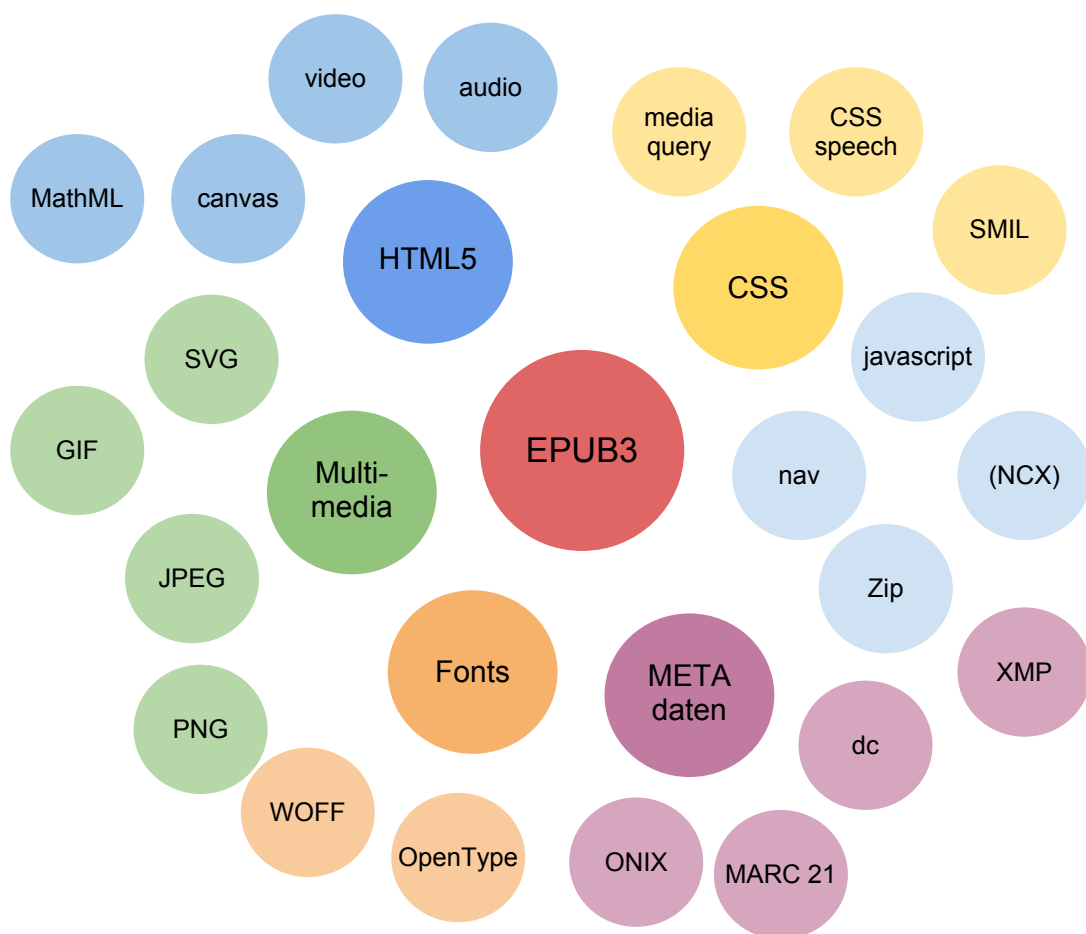 video
audio
media
query
CSS
speech
MathML
canvas
SMIL
HTML5
CSS
SVG
javascript
GIF
Multi-
media
EPUB3
nav
(NCX)
JPEG
Zip
Fonts
META
daten
XMP
PNG
dc
WOFF
OpenType
ONIX
MARC 21